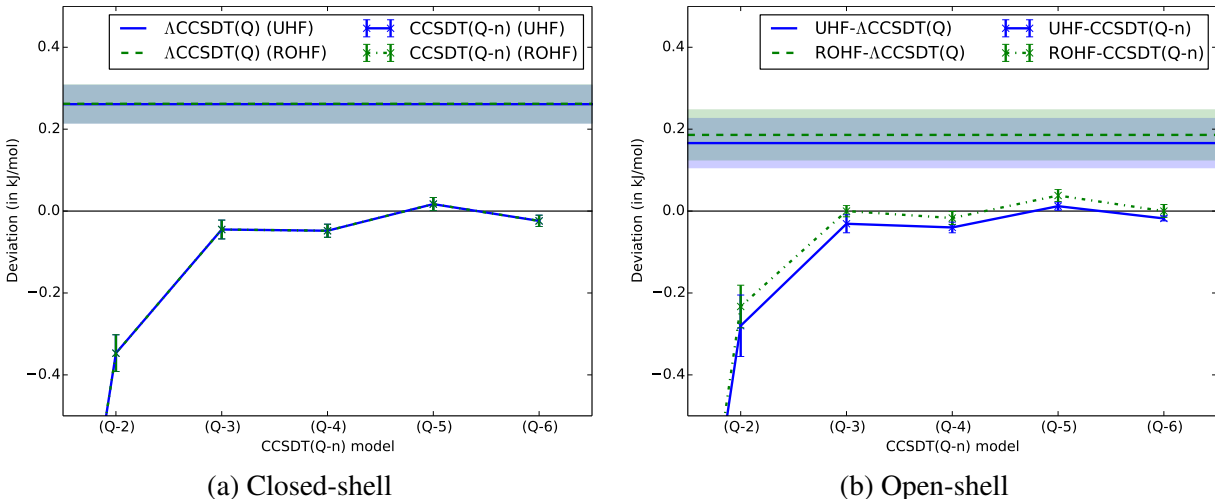 ΛCCSDT(Q) (UHF)
ΛCCSDT(Q) (ROHF)
CCSDT(Q-n) (UHF)
CCSDT(Q-n) (ROHF)
Deviation (in kJ/mol)
0.4
0.2
0.0
−0.2
−0.4
(Q-2) (Q-3) (Q-4) (Q-5) (Q-6)
CCSDT(Q-n) model
(a) Closed-shell
UHF-ΛCCSDT(Q)
ROHF-ΛCCSDT(Q)
UHF-CCSDT(Q-n)
ROHF-CCSDT(Q-n)
Deviation (in kJ/mol)
0.4
0.2
0.0
−0.2
−0.4
(Q-2) (Q-3) (Q-4) (Q-5) (Q-6)
CCSDT(Q-n) model
(b) Open-shell